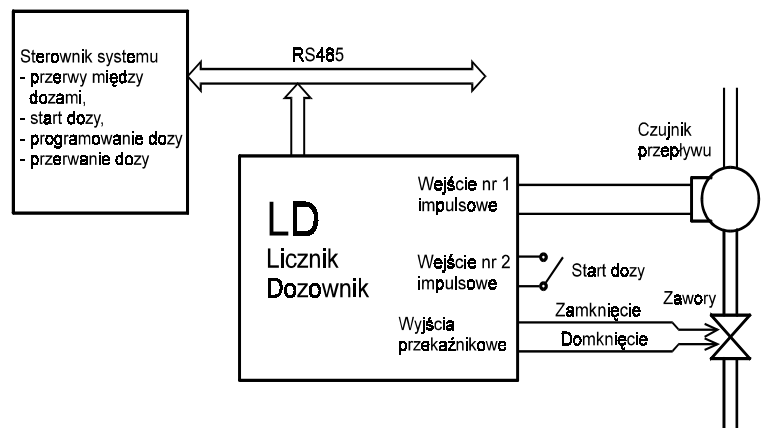 Sterownik systemu
- przerwy między
dozami,
- start dozy,
- programowanie dozy
- przerwanie dozy
RS485
Czujnik
przepływu
Wejście nr 1
impulsowe
LD
Licznik
Dozownik
Wejście nr 2
impulsowe
Start dozy
Zawory
Zamknięcie
Wyjścia
przekaźnikowe
Domknięcie